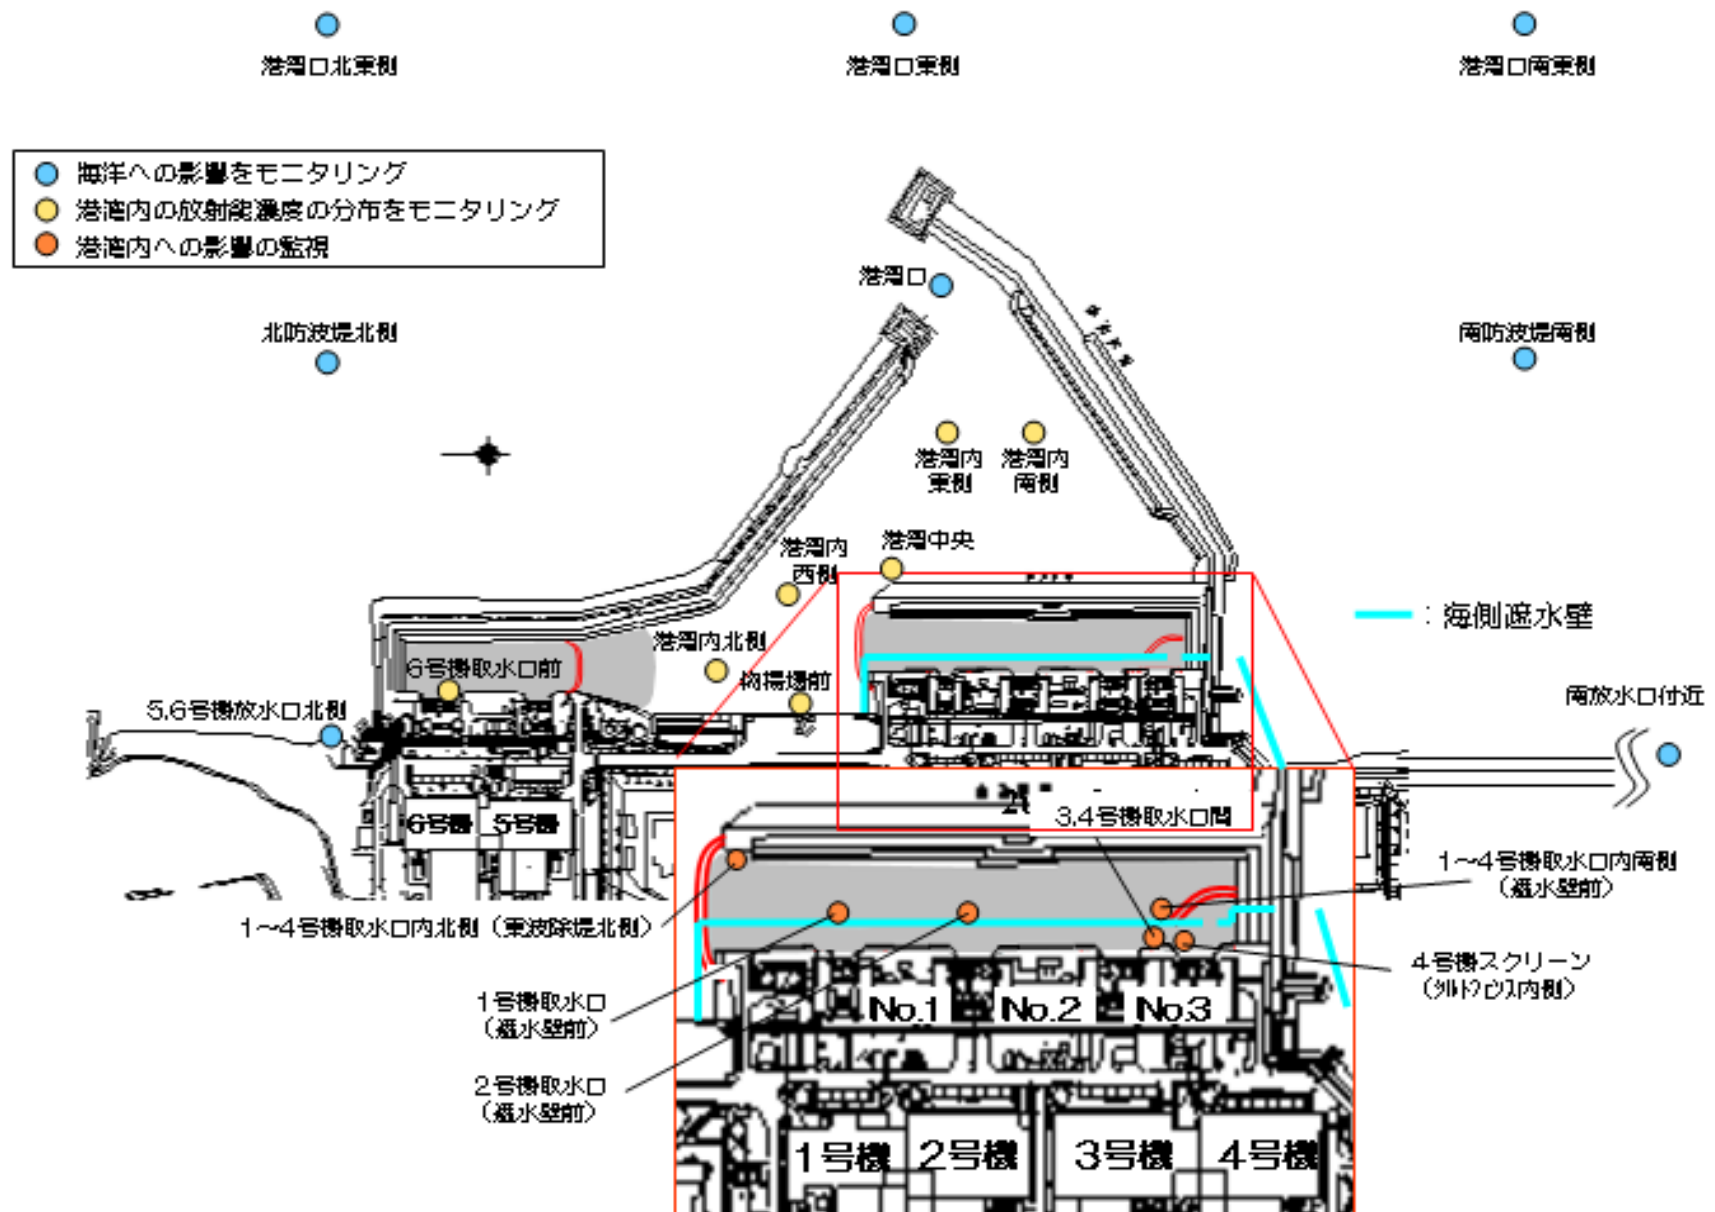 港湾口北東側
港湾口東側
港湾口南東側
海洋への影響をモニタリング
港湾内の放射能濃度の分布をモニタリング
港湾内への影響の監視
港湾口
北防波堤北側
南防波堤南側
港湾内
東側
港湾内
南側
港湾中央
港湾内
西側
：海側遮水壁
港湾内北側
6号機取水口前
物揚場前
南放水口付近
5,6号機放水口北側
3,4号機取水口間
6号機
5号機
1～4号機取水口内南側
（遮水壁前）
1～4号機取水口内北側（東波除堤北側）
4号機スクリーン
（シルトフェンス内側）
1号機取水口
（遮水壁前）
No.1
No.2
No.3
2号機取水口
（遮水壁前）
1号機
2号機
3号機
4号機